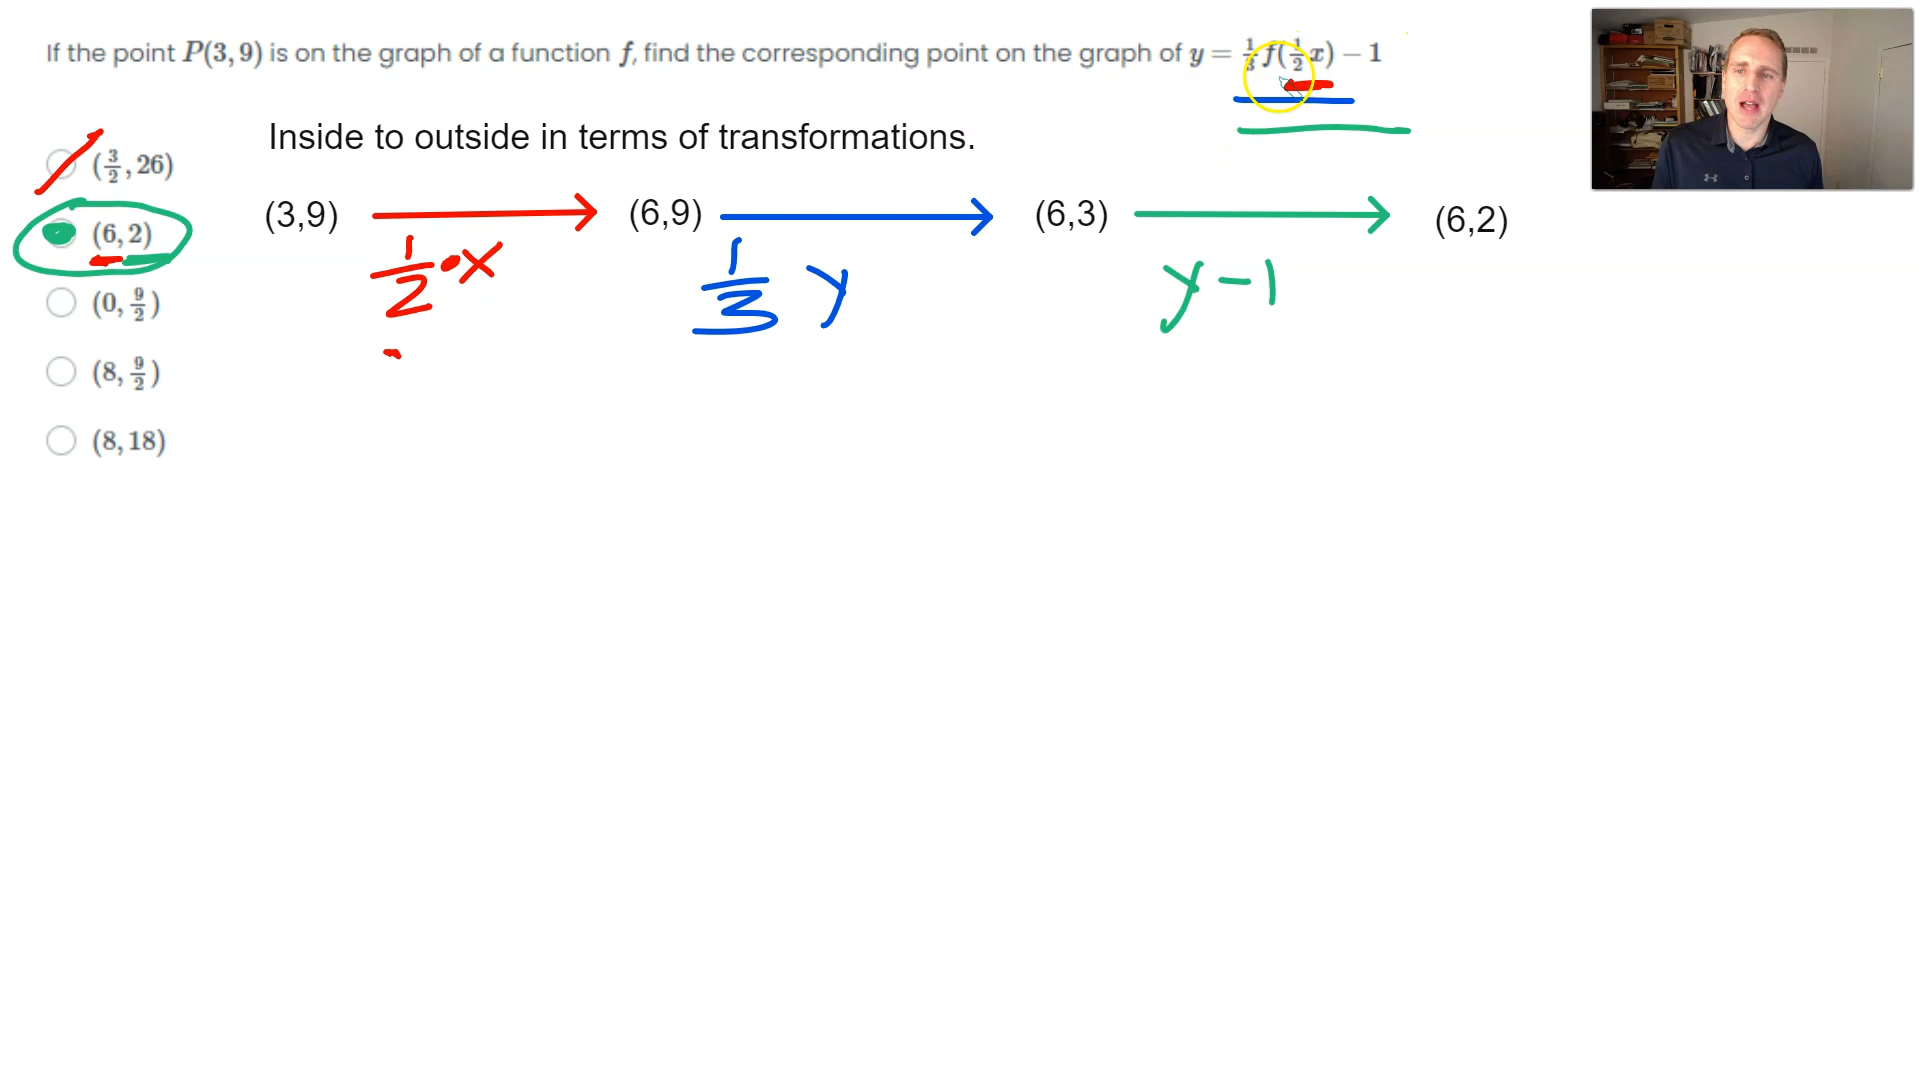 If the point P(3, 9) is on the graph of a function f, find the corresponding point on the graph of y = 1/3 f(1/2 x) − 1
Inside to outside in terms of transformations.
(3/2, 26)
(6, 2)
(0, 9/2)
(8, 9/2)
(8, 18)
(3,9) (6,9) (6,3) (6,2)
1/2 • x 1/3 y y - 1